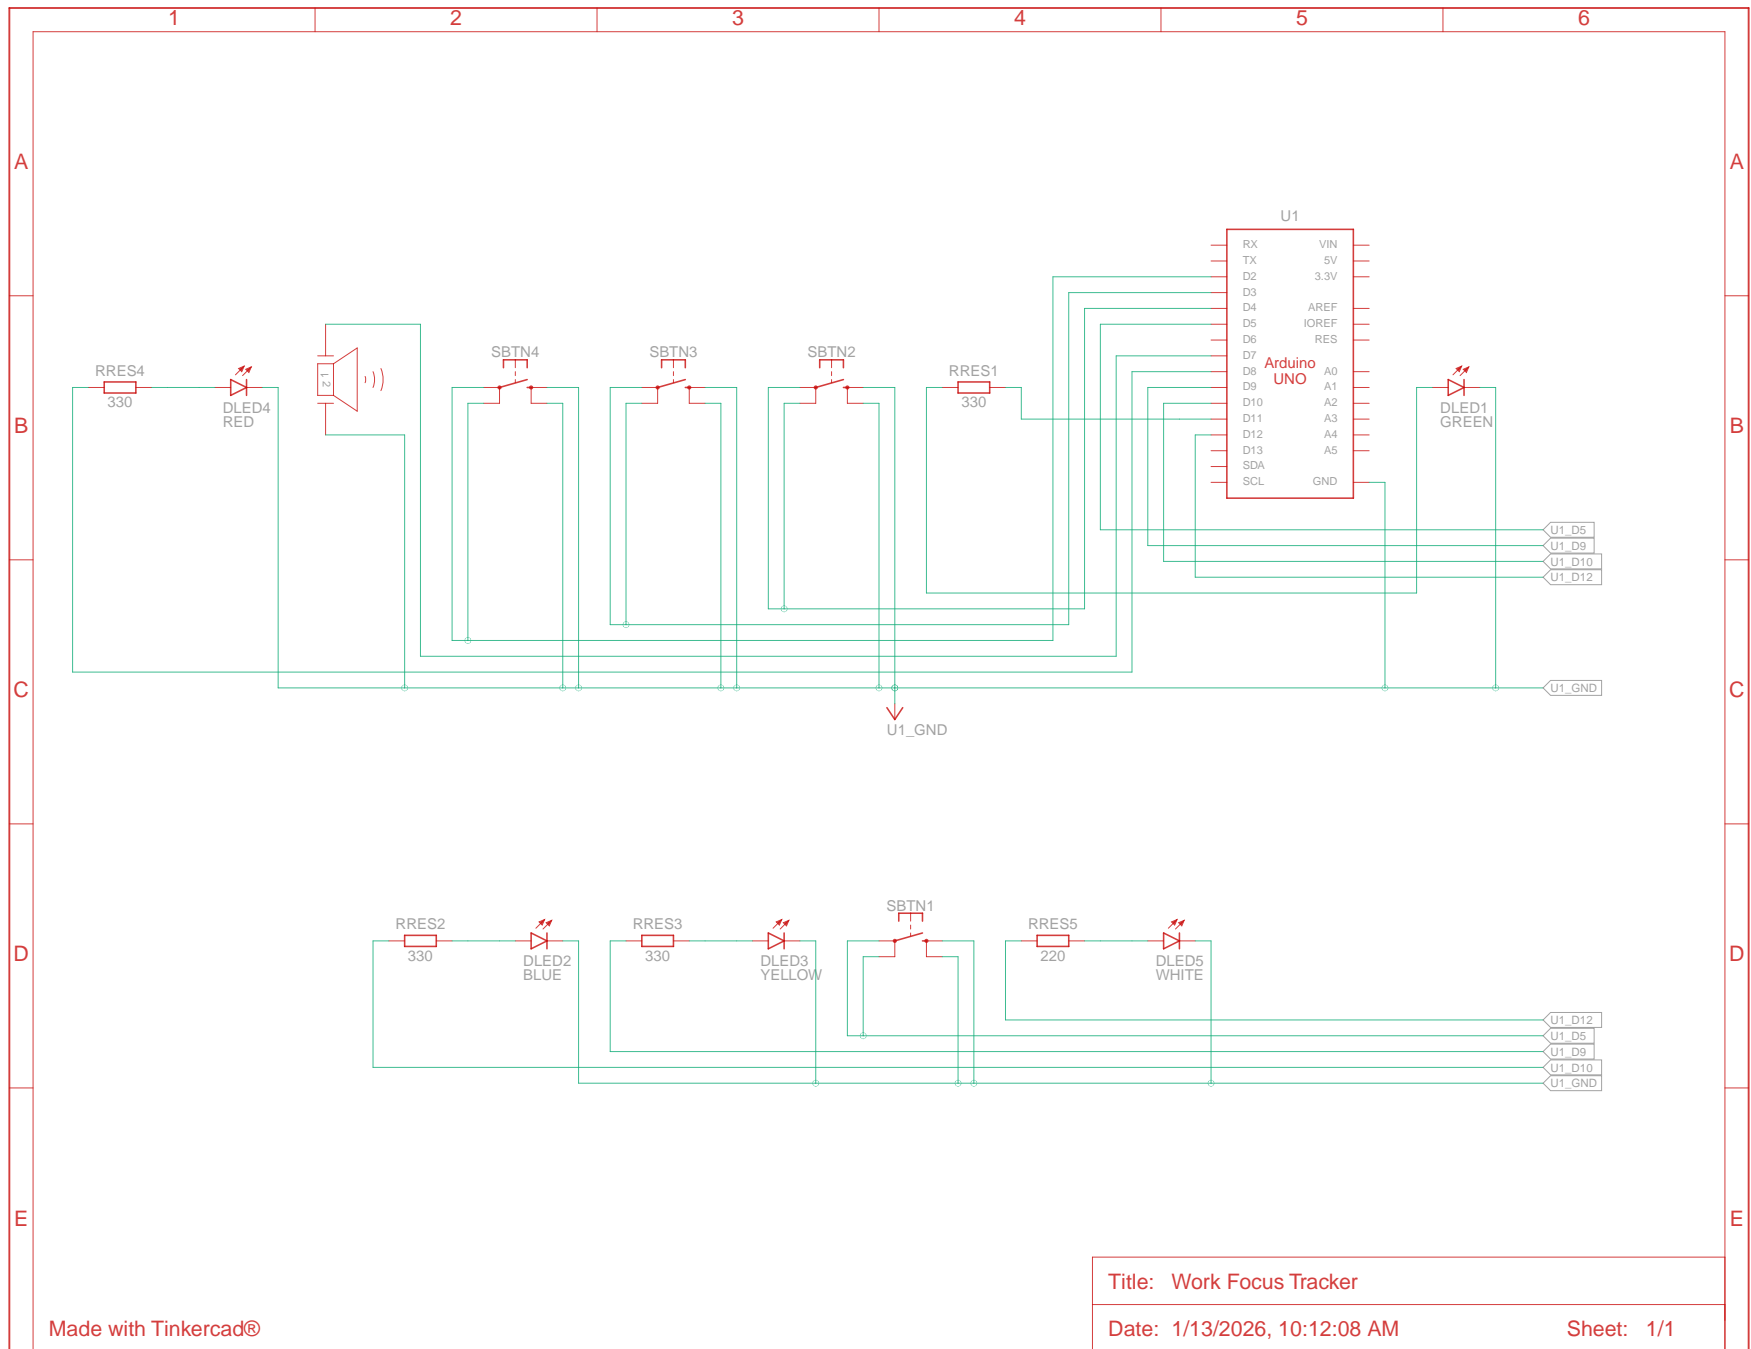 1 2 3 4 5 6
A A
B B
C C
D D
E E
U1
RX VIN
TX 5V
D2 3.3V
D3
D4 AREF
D5 IOREF
D6 RES
D7
D8 A0
D9 A1
D10 A2
D11 A3
D12 A4
D13 A5
SDA
SCL GND
Arduino
UNO
RRES4
330
DLED4
RED
1 2
SBTN4
SBTN3
SBTN2
RRES1
330
DLED1
GREEN
U1_D5
U1_D9
U1_D10
U1_D12
U1_GND
U1_GND
RRES2
330
DLED2
BLUE
RRES3
330
DLED3
YELLOW
SBTN1
RRES5
220
DLED5
WHITE
U1_D12
U1_D5
U1_D9
U1_D10
U1_GND
Title: Work Focus Tracker
Date: 1/13/2026, 10:12:08 AM Sheet: 1/1
Made with Tinkercad®